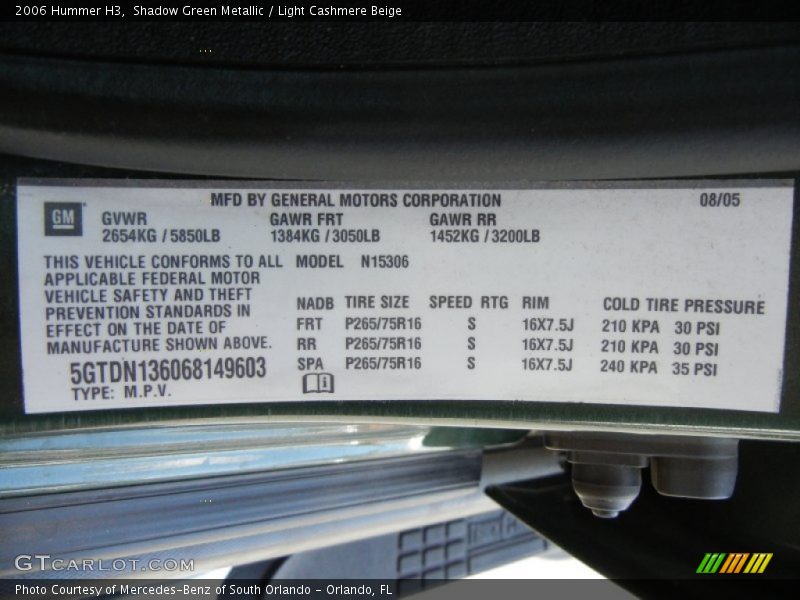 2006 Hummer H3, Shadow Green Metallic / Light Cashmere Beige
MFD BY GENERAL MOTORS CORPORATION 08/05
GM
GVWR GAWR FRT GAWR RR
2654KG / 5850LB 1384KG / 3050LB 1452KG / 3200LB
THIS VEHICLE CONFORMS TO ALL
APPLICABLE FEDERAL MOTOR
VEHICLE SAFETY AND THEFT
PREVENTION STANDARDS IN
EFFECT ON THE DATE OF
MANUFACTURE SHOWN ABOVE.
5GTDN136068149603
TYPE: M.P.V.
MODEL N15306
NADB TIRE SIZE SPEED RTG RIM COLD TIRE PRESSURE
FRT P265/75R16 S 16X7.5J 210 KPA 30 PSI
RR P265/75R16 S 16X7.5J 210 KPA 30 PSI
SPA P265/75R16 S 16X7.5J 240 KPA 35 PSI
GTCARLOT.COM
Photo Courtesy of Mercedes-Benz of South Orlando - Orlando, FL